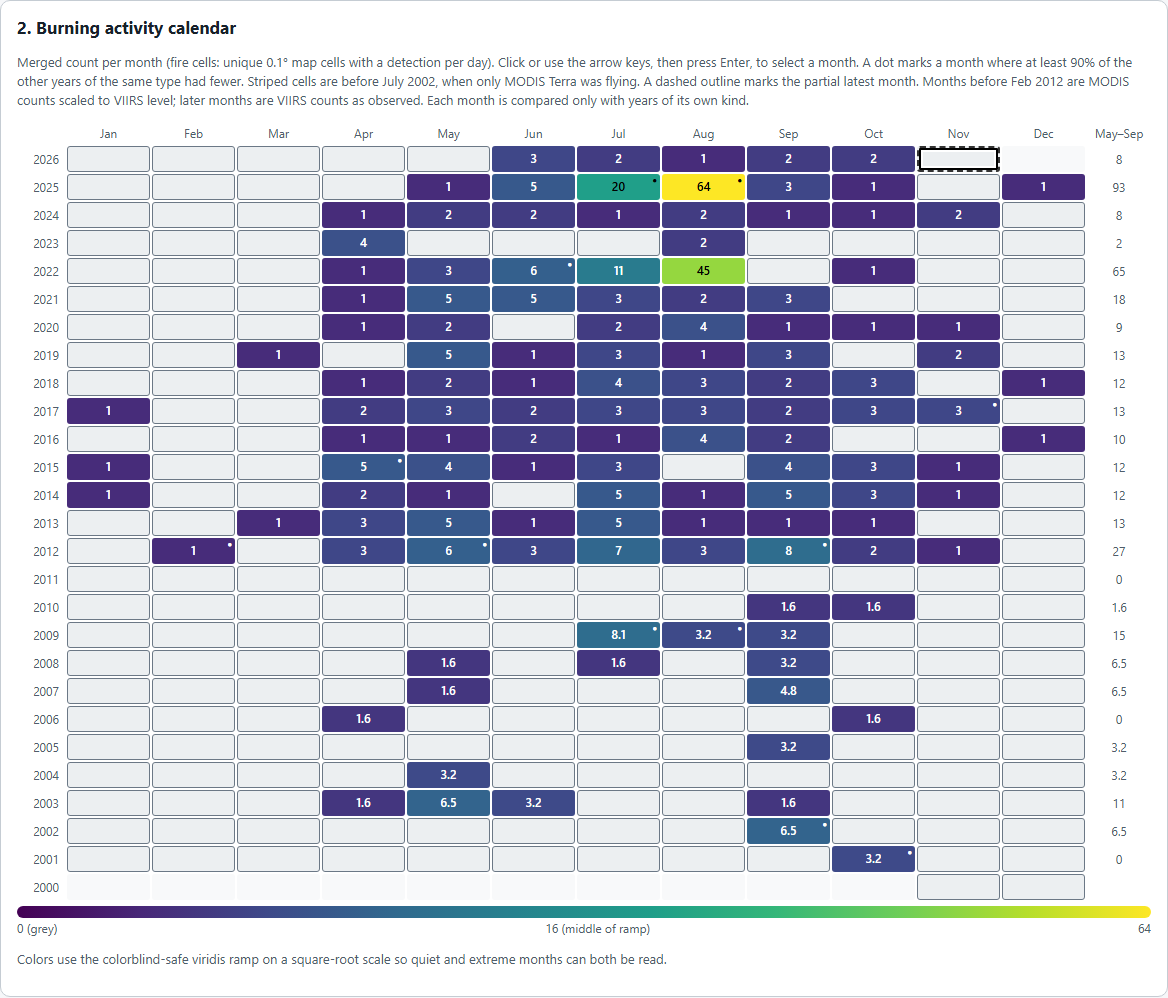 2. Burning activity calendar
Merged count per month (fire cells: unique 0.1° map cells with a detection per day). Click or use the arrow keys, then press Enter, to select a month. A dot marks a month where at least 90% of the
other years of the same type had fewer. Striped cells are before July 2002, when only MODIS Terra was flying. A dashed outline marks the partial latest month. Months before Feb 2012 are MODIS
counts scaled to VIIRS level; later months are VIIRS counts as observed. Each month is compared only with years of its own kind.
Jan Feb Mar Apr May Jun Jul Aug Sep Oct Nov Dec May–Sep
2026 3 2 1 2 2 8
2025 1 5 20 64 3 1 1 93
2024 1 2 2 1 2 1 1 2 8
2023 4 2 2
2022 1 3 6 11 45 1 65
2021 1 5 5 3 2 3 18
2020 1 2 2 4 1 1 1 9
2019 1 5 1 3 1 3 2 13
2018 1 2 1 4 3 2 3 1 12
2017 1 2 3 2 3 3 2 3 3 13
2016 1 1 2 1 4 2 1 10
2015 1 5 4 1 3 4 3 1 12
2014 1 2 1 5 1 5 3 1 12
2013 1 3 5 1 5 1 1 1 13
2012 1 3 6 3 7 3 8 2 1 27
2011 0
2010 1.6 1.6 1.6
2009 8.1 3.2 3.2 15
2008 1.6 1.6 3.2 6.5
2007 1.6 4.8 6.5
2006 1.6 1.6 0
2005 3.2 3.2
2004 3.2 3.2
2003 1.6 6.5 3.2 1.6 11
2002 6.5 6.5
2001 3.2 0
2000
0 (grey) 16 (middle of ramp) 64
Colors use the colorblind-safe viridis ramp on a square-root scale so quiet and extreme months can both be read.